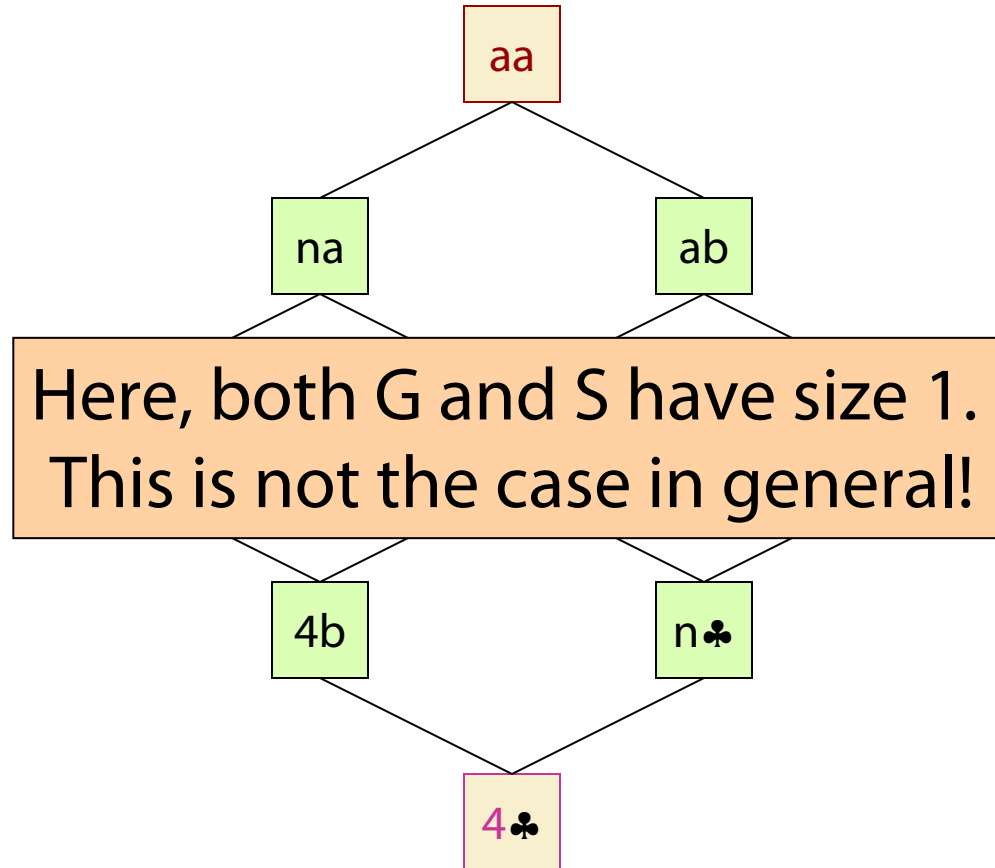 aa
na ab
Here, both G and S have size 1.
This is not the case in general!
4b n♣
4♣